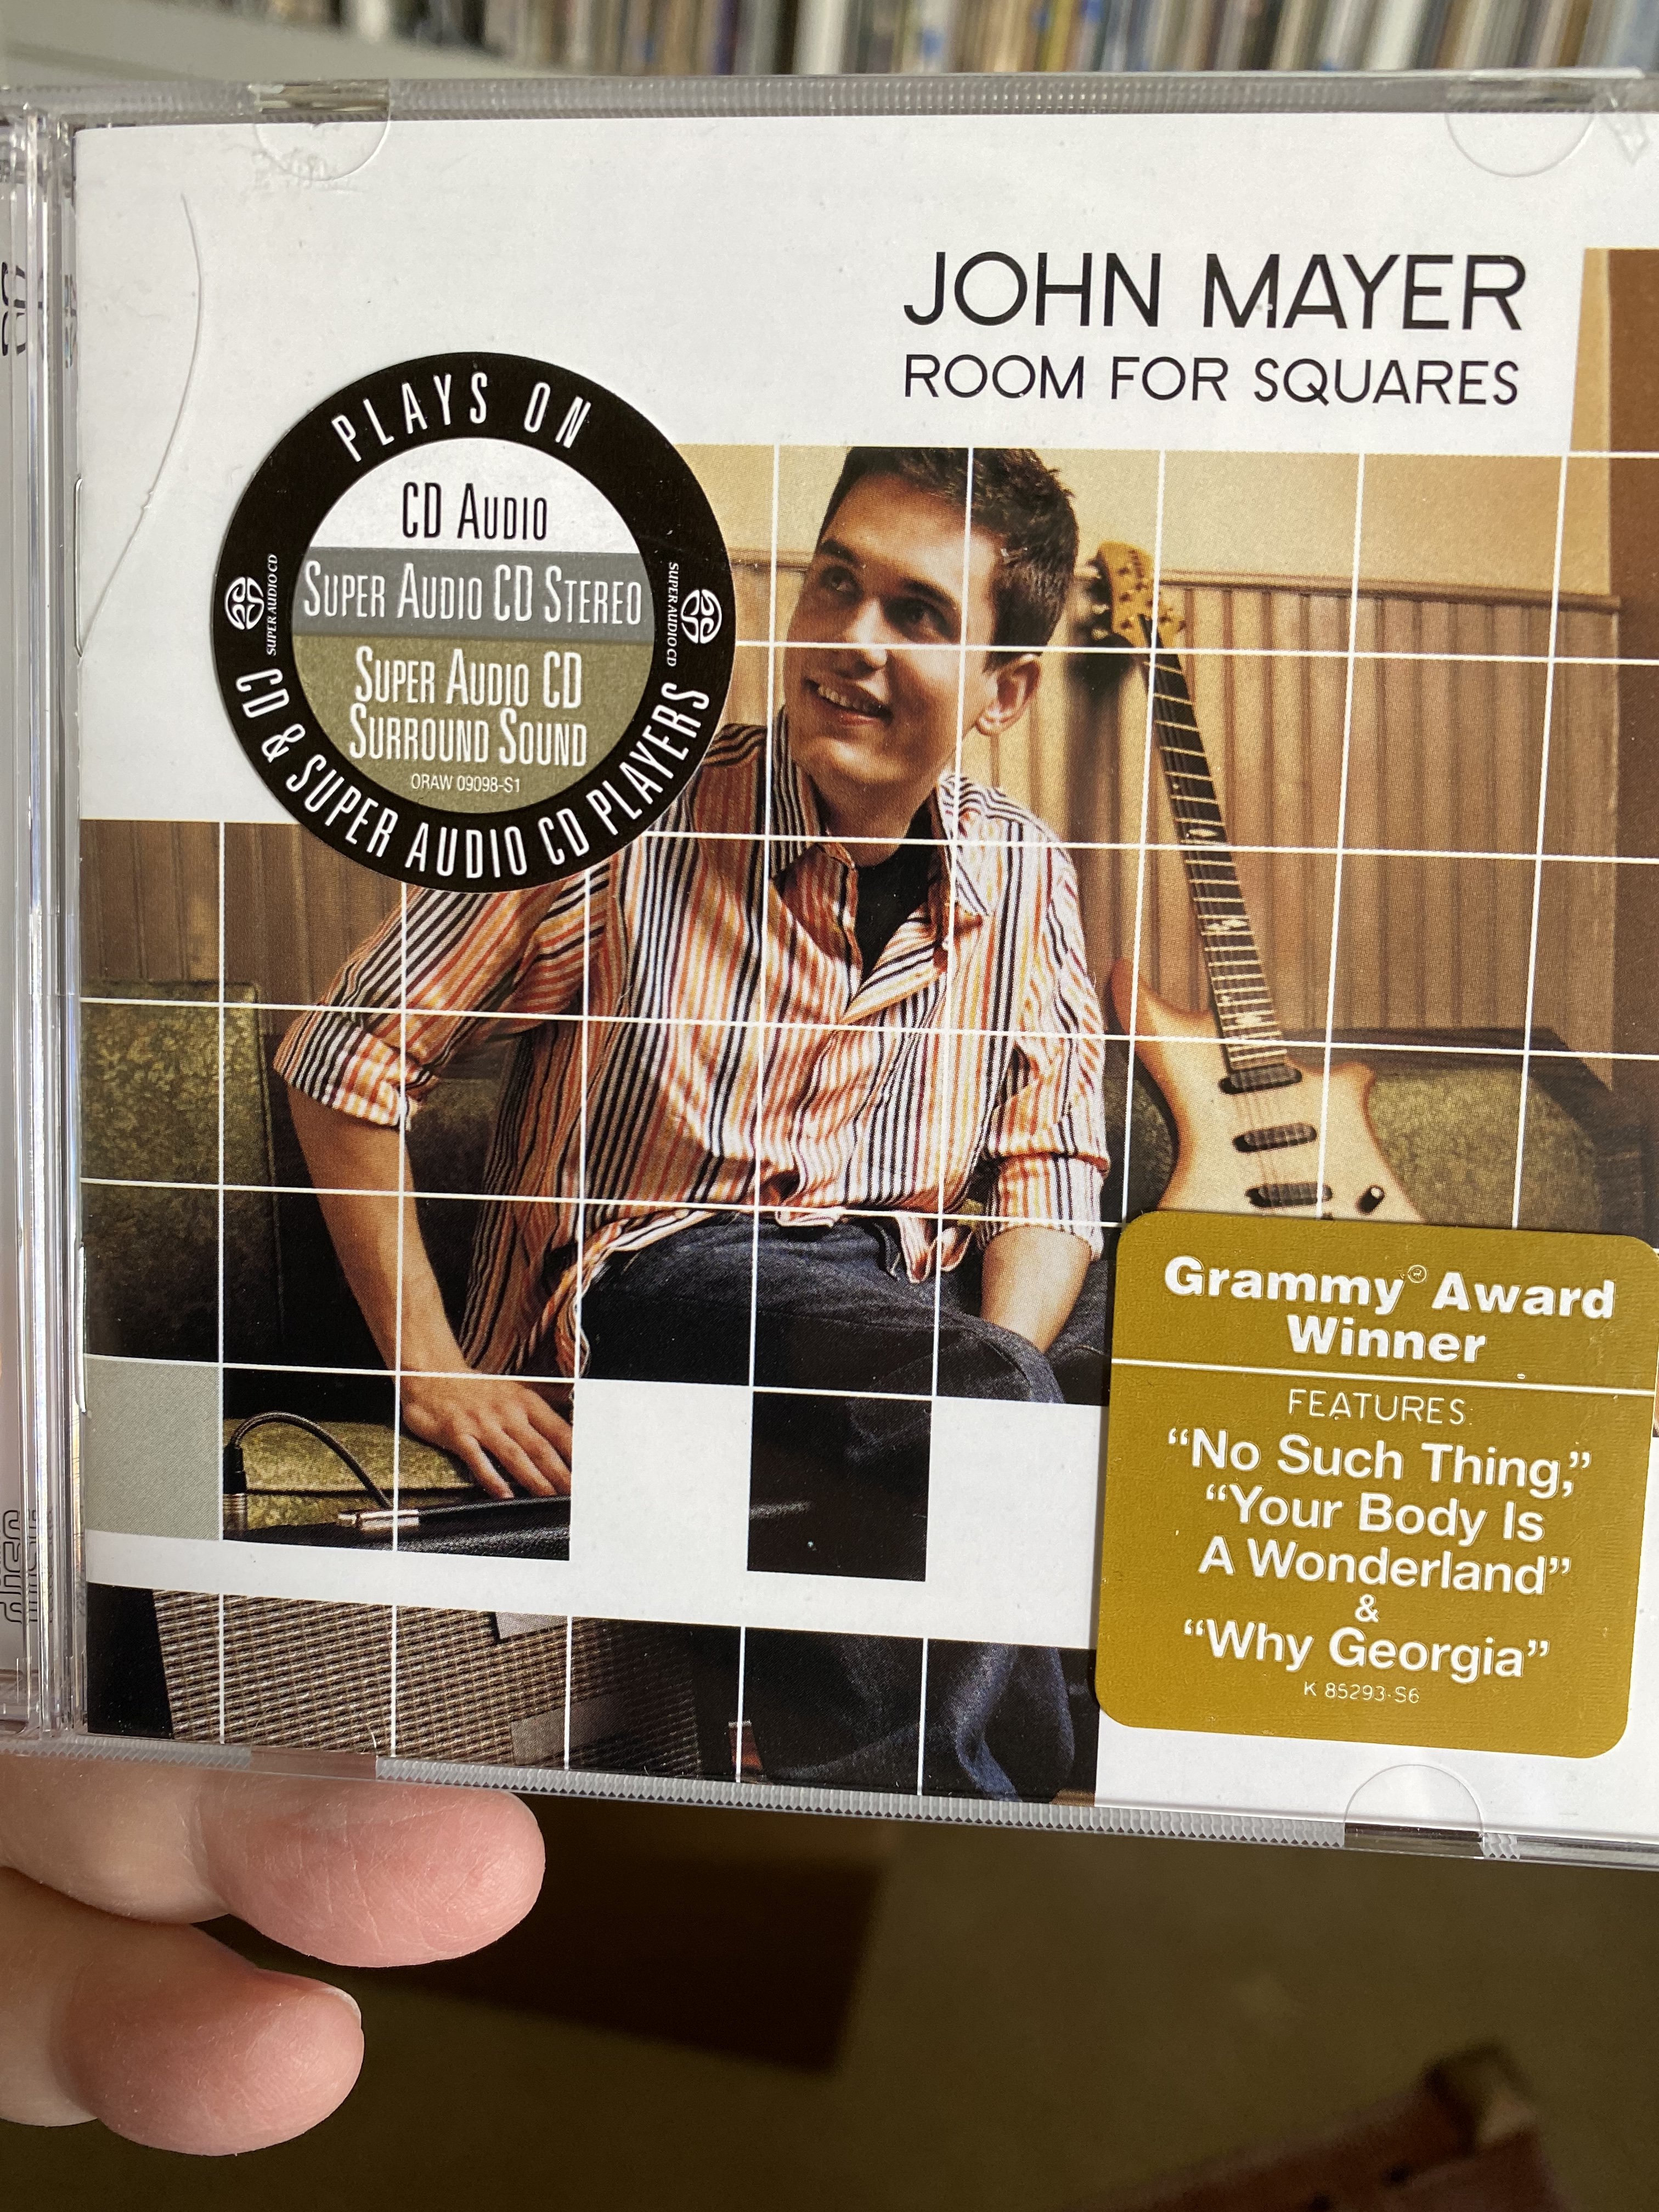 JOHN MAYER
ROOM FOR SQUARES
PLAYS ON
CD AUDIO
SUPER AUDIO CD STEREO
SUPER AUDIO CD
SURROUND SOUND
ORAW 09098-S1
SUPER AUDIO CD
SUPER AUDIO CD
CD & SUPER AUDIO CD PLAYERS
Grammy® Award
Winner
FEATURES:
“No Such Thing,”
“Your Body Is
A Wonderland”
&
“Why Georgia”
K 85293-S6